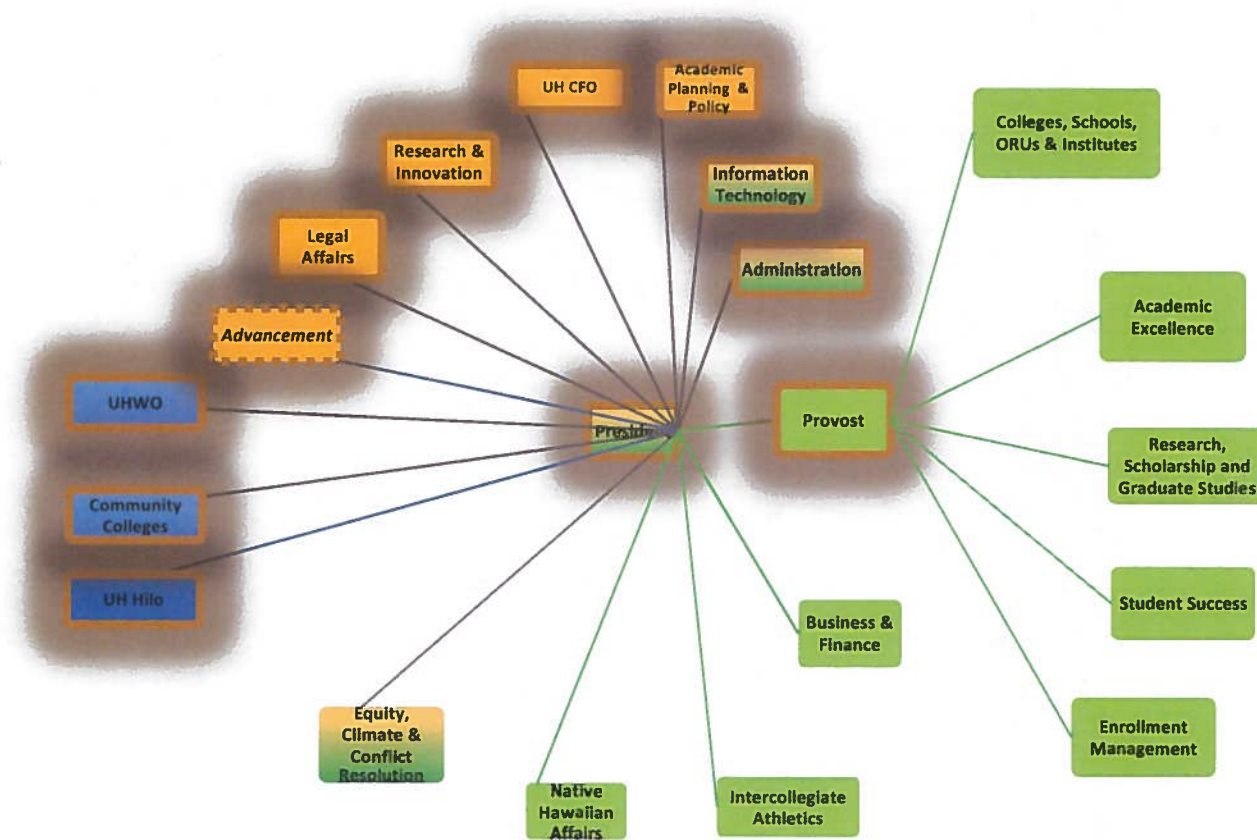 UH CFO
Academic
Planning &
Policy
Colleges, Schools,
ORUs & Institutes
Research &
Innovation
Information
Technology
Legal
Affairs
Administration
Advancement
Academic
Excellence
UHWO
Provost
Research,
Scholarship and
Graduate Studies
Community
Colleges
UH Hilo
Student Success
Business &
Finance
Equity,
Climate &
Conflict
Resolution
Enrollment
Management
Native
Hawaiian
Affairs
Intercollegiate
Athletics